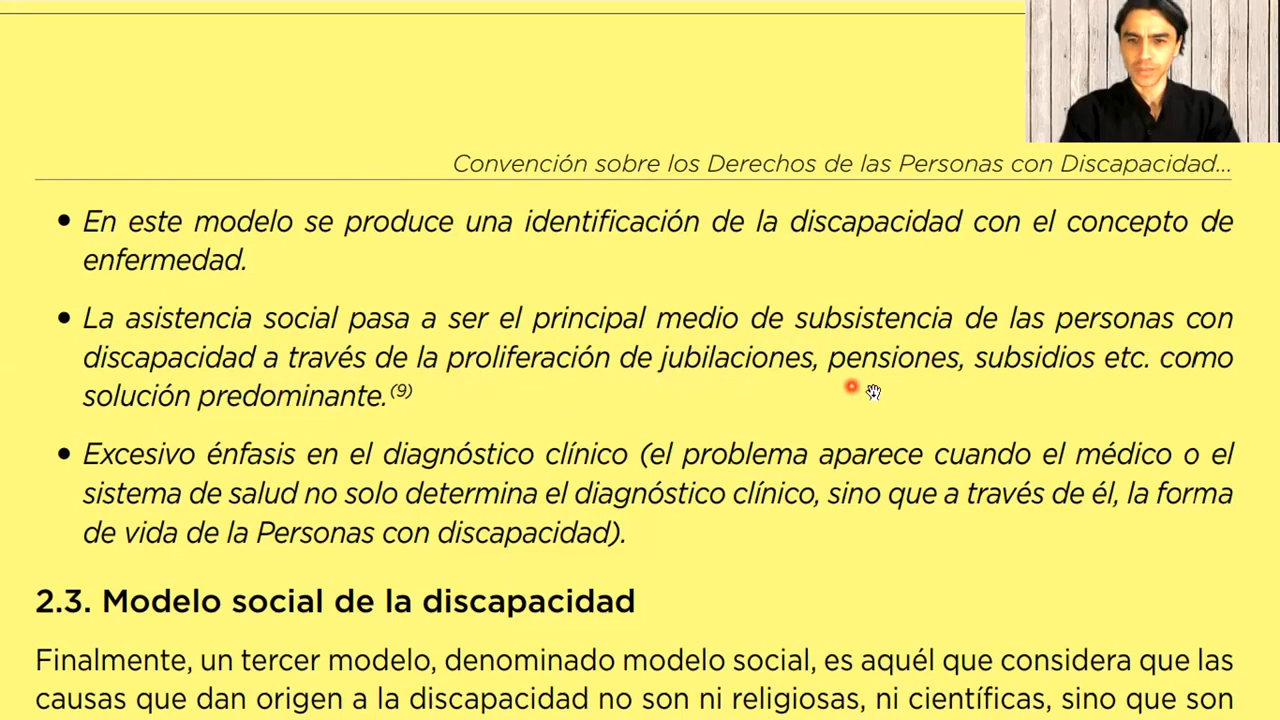 Convención sobre los Derechos de las Personas con Discapacidad...
• En este modelo se produce una identificación de la discapacidad con el concepto de
enfermedad.
• La asistencia social pasa a ser el principal medio de subsistencia de las personas con
discapacidad a través de la proliferación de jubilaciones, pensiones, subsidios etc. como
solución predominante.(9)
• Excesivo énfasis en el diagnóstico clínico (el problema aparece cuando el médico o el
sistema de salud no solo determina el diagnóstico clínico, sino que a través de él, la forma
de vida de la Personas con discapacidad).
2.3. Modelo social de la discapacidad
Finalmente, un tercer modelo, denominado modelo social, es aquél que considera que las
causas que dan origen a la discapacidad no son ni religiosas, ni científicas, sino que son